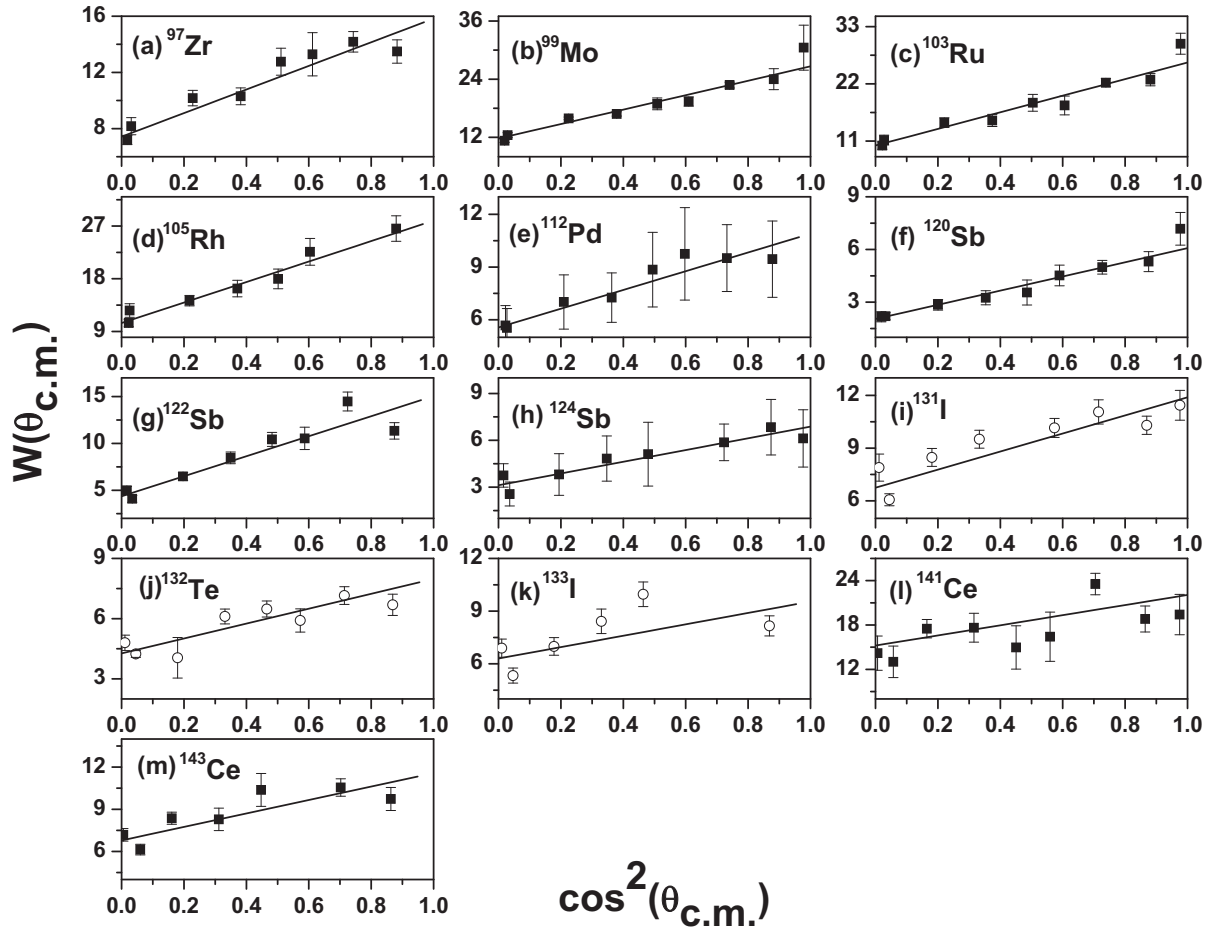 W(θc.m.)
(a) 97Zr
16
12
8
0.0 0.2 0.4 0.6 0.8 1.0
(b) 99Mo
36
24
12
0.0 0.2 0.4 0.6 0.8 1.0
(c) 103Ru
33
22
11
0.0 0.2 0.4 0.6 0.8 1.0
(d) 105Rh
27
18
9
0.0 0.2 0.4 0.6 0.8 1.0
(e) 112Pd
12
9
6
0.0 0.2 0.4 0.6 0.8 1.0
(f) 120Sb
9
6
3
0.0 0.2 0.4 0.6 0.8 1.0
(g) 122Sb
15
10
5
0.0 0.2 0.4 0.6 0.8 1.0
(h) 124Sb
9
6
3
0.0 0.2 0.4 0.6 0.8 1.0
(i) 131I
12
9
6
0.0 0.2 0.4 0.6 0.8 1.0
(j) 132Te
9
6
3
0.0 0.2 0.4 0.6 0.8 1.0
(k) 133I
12
9
6
0.0 0.2 0.4 0.6 0.8 1.0
(l) 141Ce
24
18
12
0.0 0.2 0.4 0.6 0.8 1.0
(m) 143Ce
12
9
6
0.0 0.2 0.4 0.6 0.8 1.0
cos2(θc.m.)